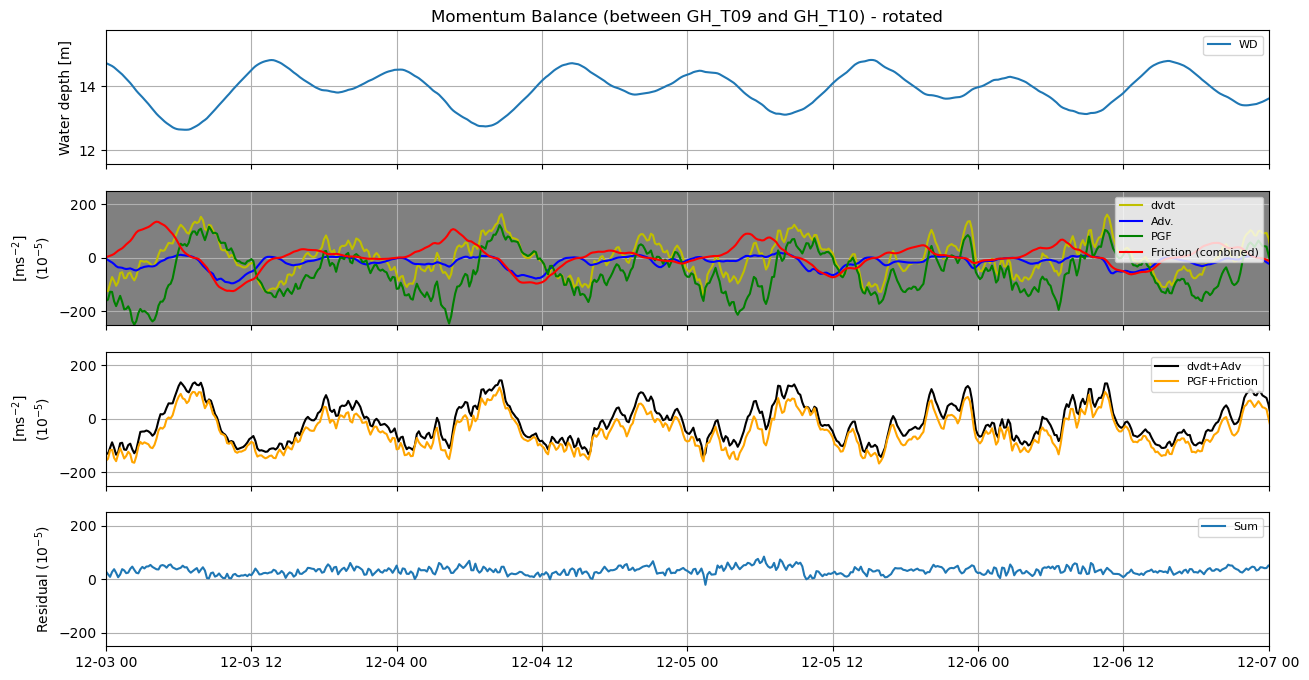 Momentum Balance (between GH_T09 and GH_T10) - rotated
Water depth [m]
14
12
WD
[ms⁻²]
(10⁻⁵)
200
0
−200
dvdt
Adv.
PGF
Friction (combined)
[ms⁻²]
(10⁻⁵)
200
0
−200
dvdt+Adv
PGF+Friction
Residual (10⁻⁵)
200
0
−200
Sum
12-03 00 12-03 12 12-04 00 12-04 12 12-05 00 12-05 12 12-06 00 12-06 12 12-07 00